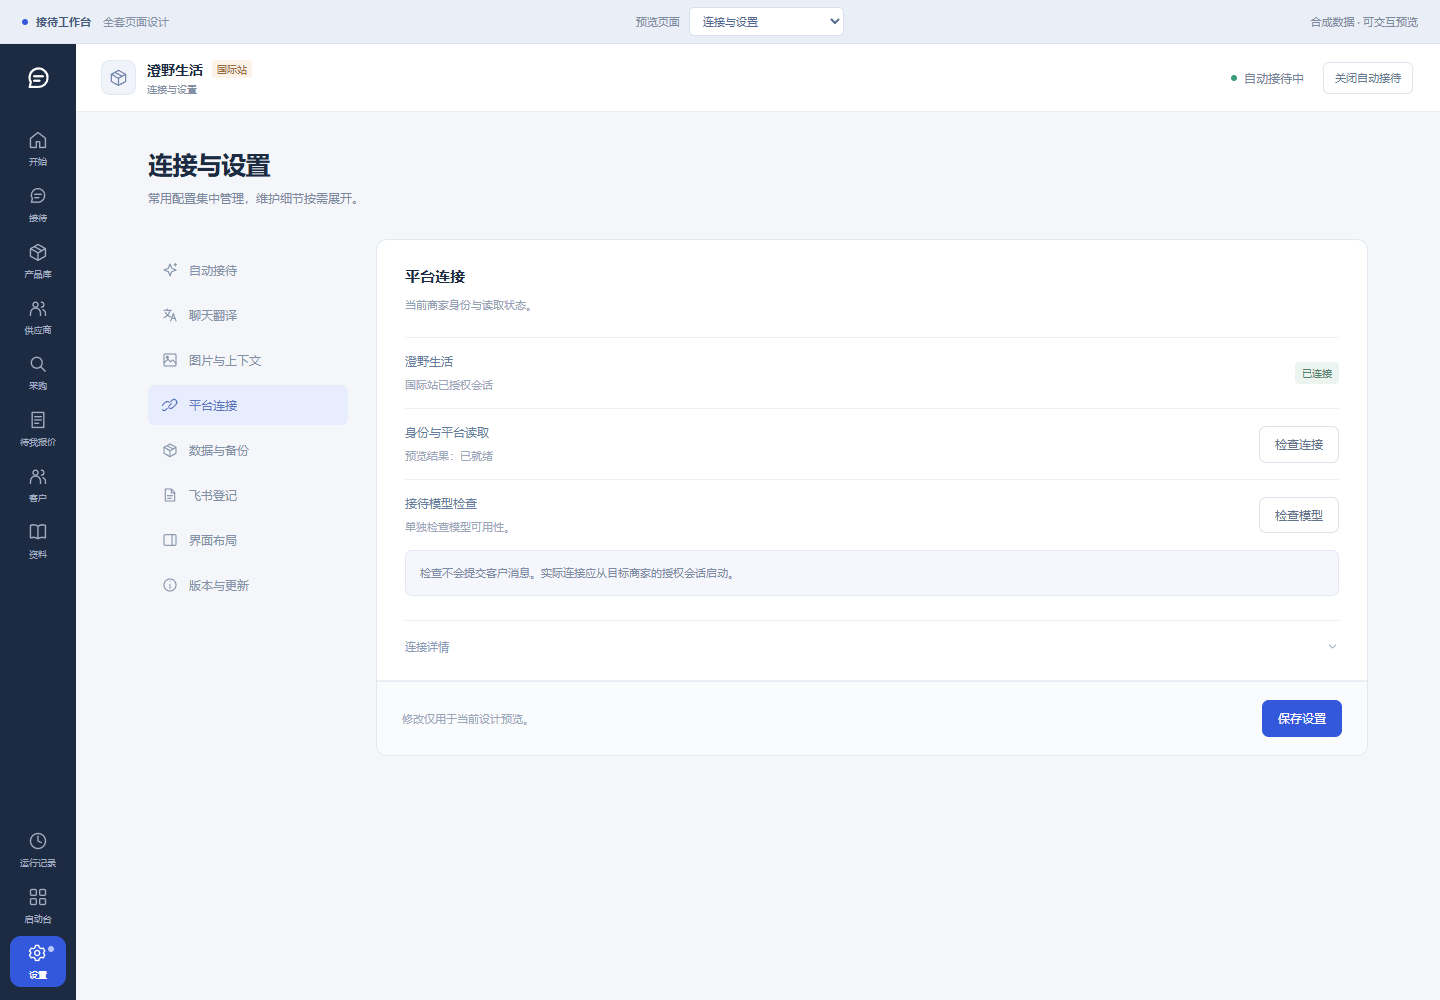 接待工作台 全套页面设计
预览页面 连接与设置
合成数据 · 可交互预览
澄野生活 国际站
连接与设置
自动接待中
关闭自动接待
开始
接待
产品库
供应商
采购
待我报价
客户
资料
运行记录
启动台
设置
连接与设置
常用配置集中管理，维护细节按需展开。
自动接待
聊天翻译
图片与上下文
平台连接
数据与备份
飞书登记
界面布局
版本与更新
平台连接
当前商家身份与读取状态。
澄野生活
国际站已授权会话
已连接
身份与平台读取
预览结果：已就绪
检查连接
接待模型检查
单独检查模型可用性。
检查模型
检查不会提交客户消息。实际连接应从目标商家的授权会话启动。
连接详情
修改仅用于当前设计预览。
保存设置